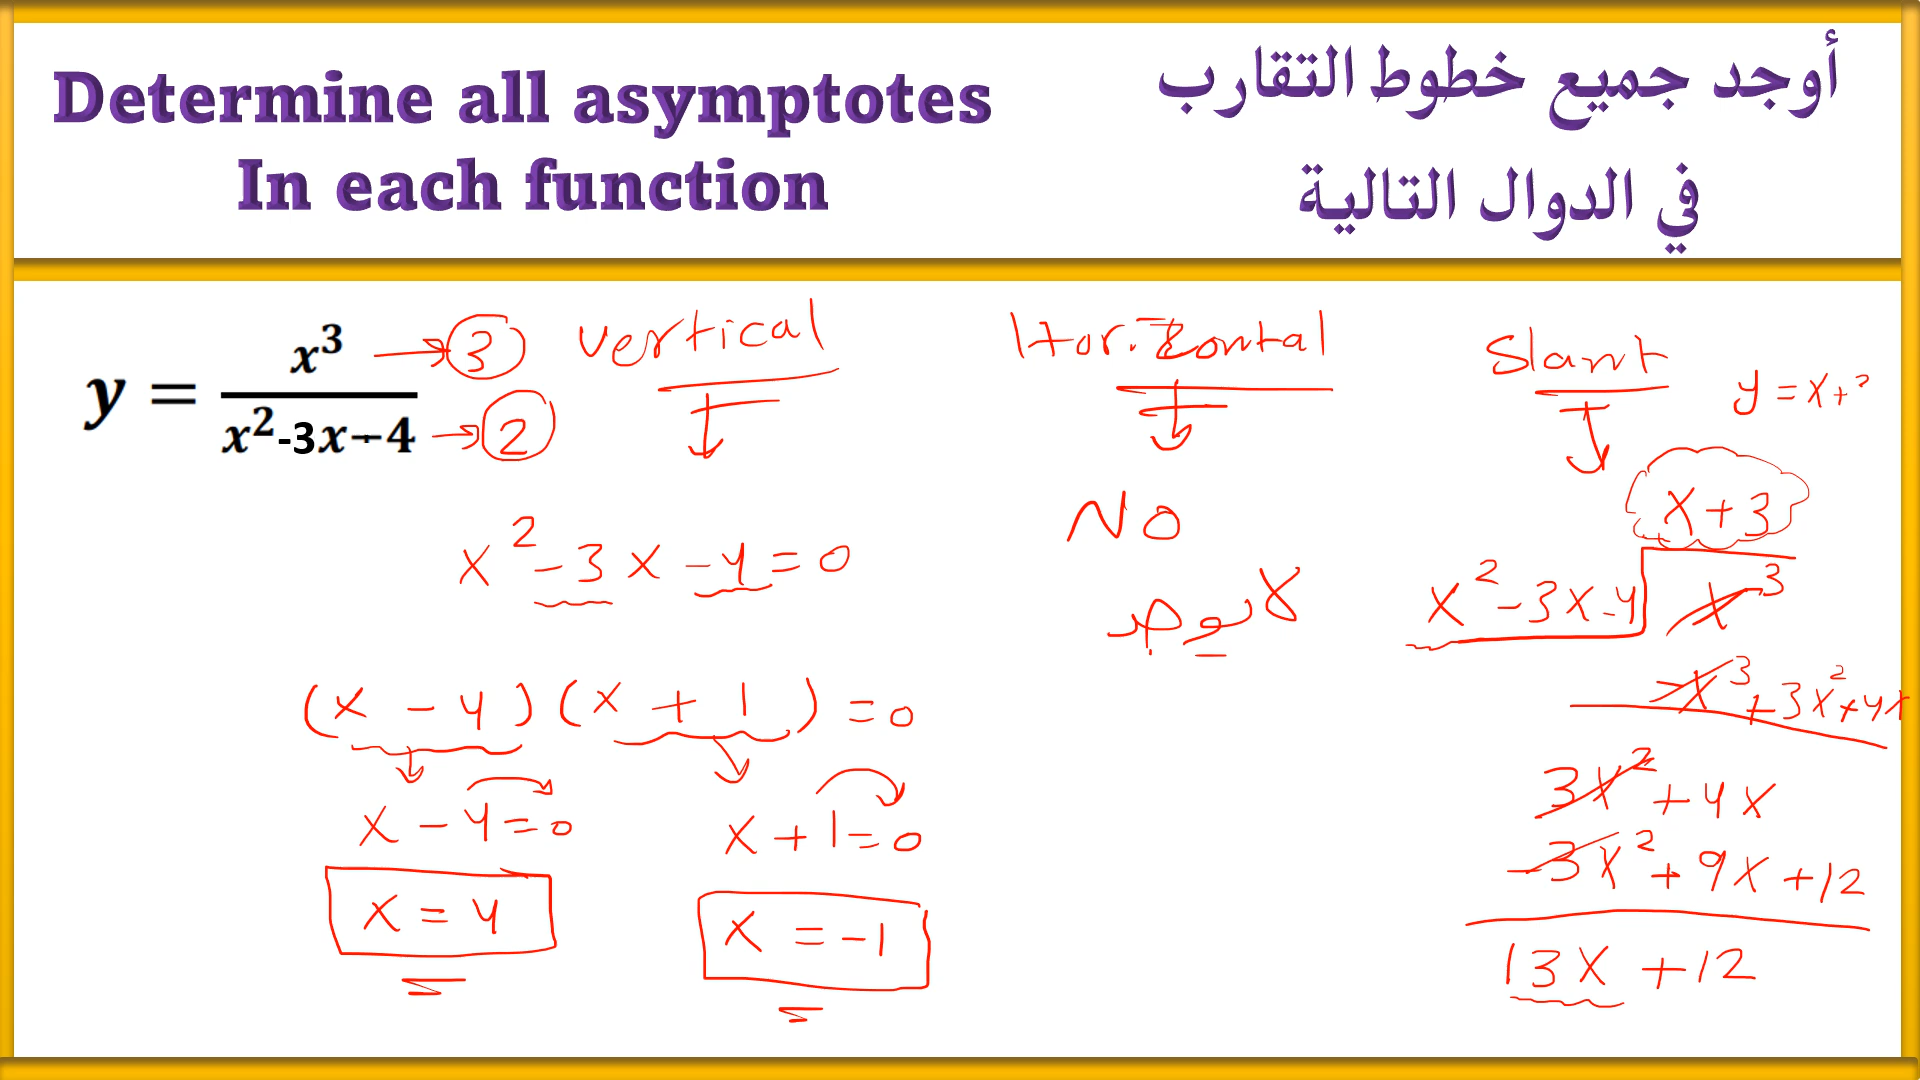 Determine all asymptotes
In each function
أوجد جميع خطوط التقارب
في الدوال التالية
y = x³ / x²-3x-4
3
2
vertical
x² - 3x - 4 = 0
(x - 4) (x + 1) = 0
x - 4 = 0
x + 1 = 0
x = 4
x = -1
Horizontal
NO
لا يوجد
Slant
y = x + 3
x + 3
x² - 3x - 4
x³
-x³ + 3x² + 4x
3x² + 4x
-3x² + 9x + 12
13x + 12